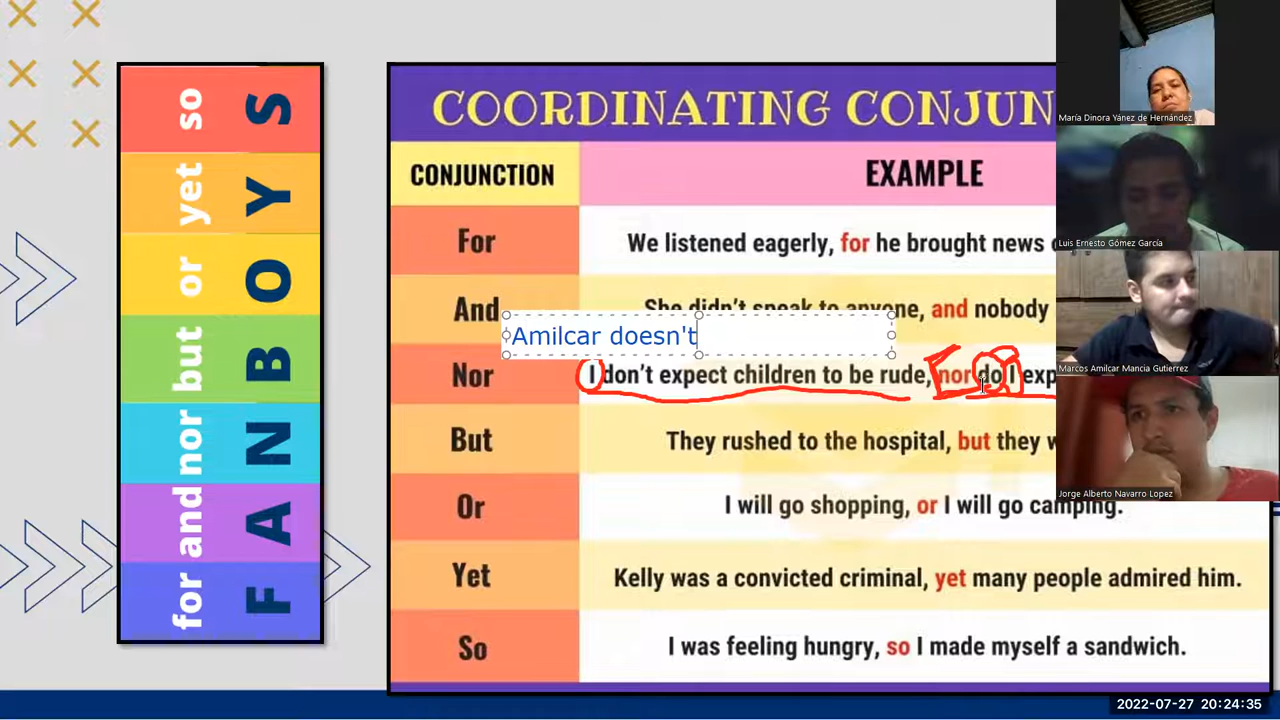 so
yet
or
but
nor
and
for
S
Y
O
B
N
A
F
COORDINATING CONJUN
CONJUNCTION
EXAMPLE
For
We listened eagerly, for he brought news
And
She didn't speak to anyone, and nobody
Amilcar doesn't
Nor
I don't expect children to be rude, nor do I exp
But
They rushed to the hospital, but they
Or
I will go shopping, or I will go camping.
Yet
Kelly was a convicted criminal, yet many people admired him.
So
I was feeling hungry, so I made myself a sandwich.
María Dinora Yánez de Hernández
Luis Ernesto Gómez García
Marcos Amilcar Mancia Gutierrez
Jorge Alberto Navarro Lopez
2022-07-27 20:24:35